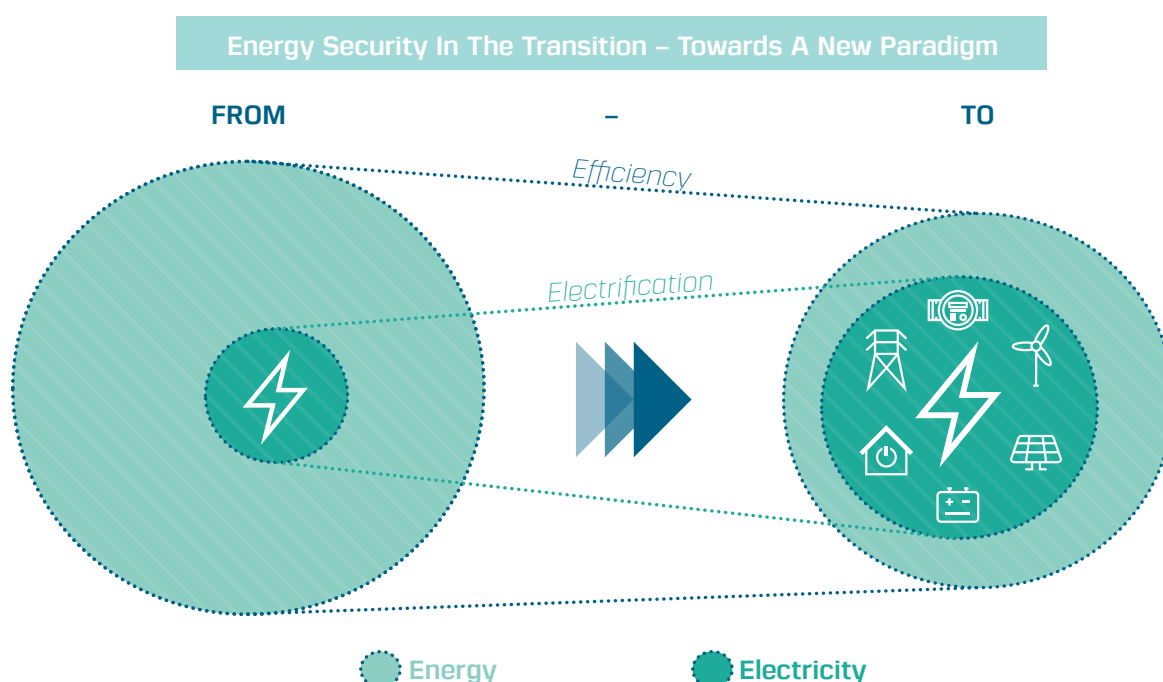 Energy Security In The Transition – Towards A New Paradigm
FROM – TO
Efficiency
Electrification
Energy Electricity